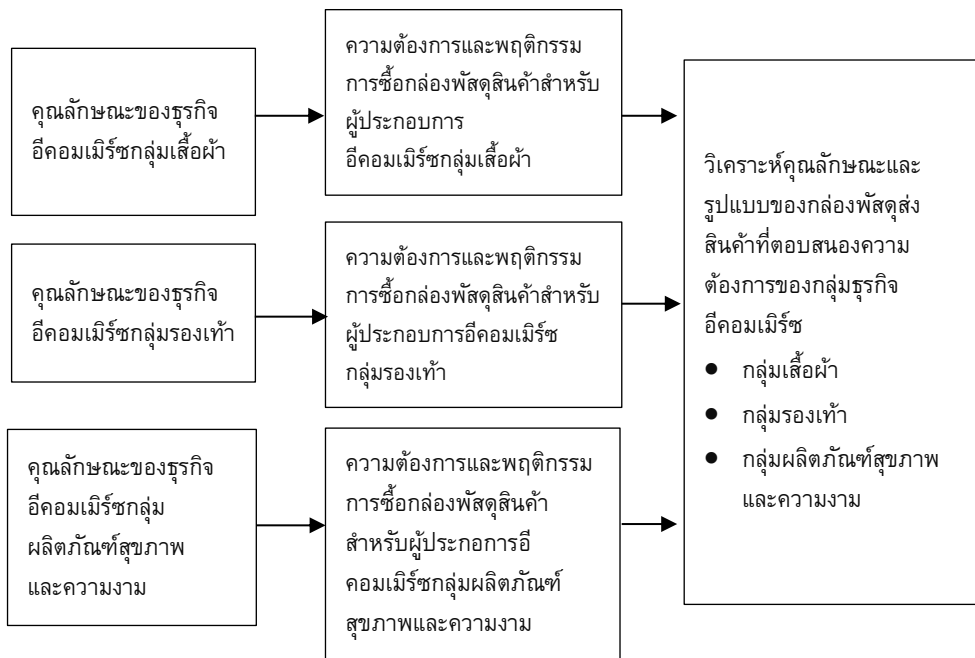 คุณลักษณะของธุรกิจ
อีคอมเมิร์ซกลุ่มเสื้อผ้า
ความต้องการและพฤติกรรม
การซื้อกล่องพัสดุสินค้าสำหรับ
ผู้ประกอบการ
อีคอมเมิร์ซกลุ่มเสื้อผ้า
คุณลักษณะของธุรกิจ
อีคอมเมิร์ซกลุ่มรองเท้า
ความต้องการและพฤติกรรม
การซื้อกล่องพัสดุสินค้าสำหรับ
ผู้ประกอบการอีคอมเมิร์ซ
กลุ่มรองเท้า
คุณลักษณะของธุรกิจ
อีคอมเมิร์ซกลุ่ม
ผลิตภัณฑ์สุขภาพ
และความงาม
ความต้องการและพฤติกรรม
การซื้อกล่องพัสดุสินค้า
สำหรับผู้ประกอการอี
คอมเมิร์ซกลุ่มผลิตภัณฑ์
สุขภาพและความงาม
วิเคราะห์คุณลักษณะและ
รูปแบบของกล่องพัสดุส่ง
สินค้าที่ตอบสนองความ
ต้องการของกลุ่มธุรกิจ
อีคอมเมิร์ซ
● กลุ่มเสื้อผ้า
● กลุ่มรองเท้า
● กลุ่มผลิตภัณฑ์สุขภาพ
และความงาม